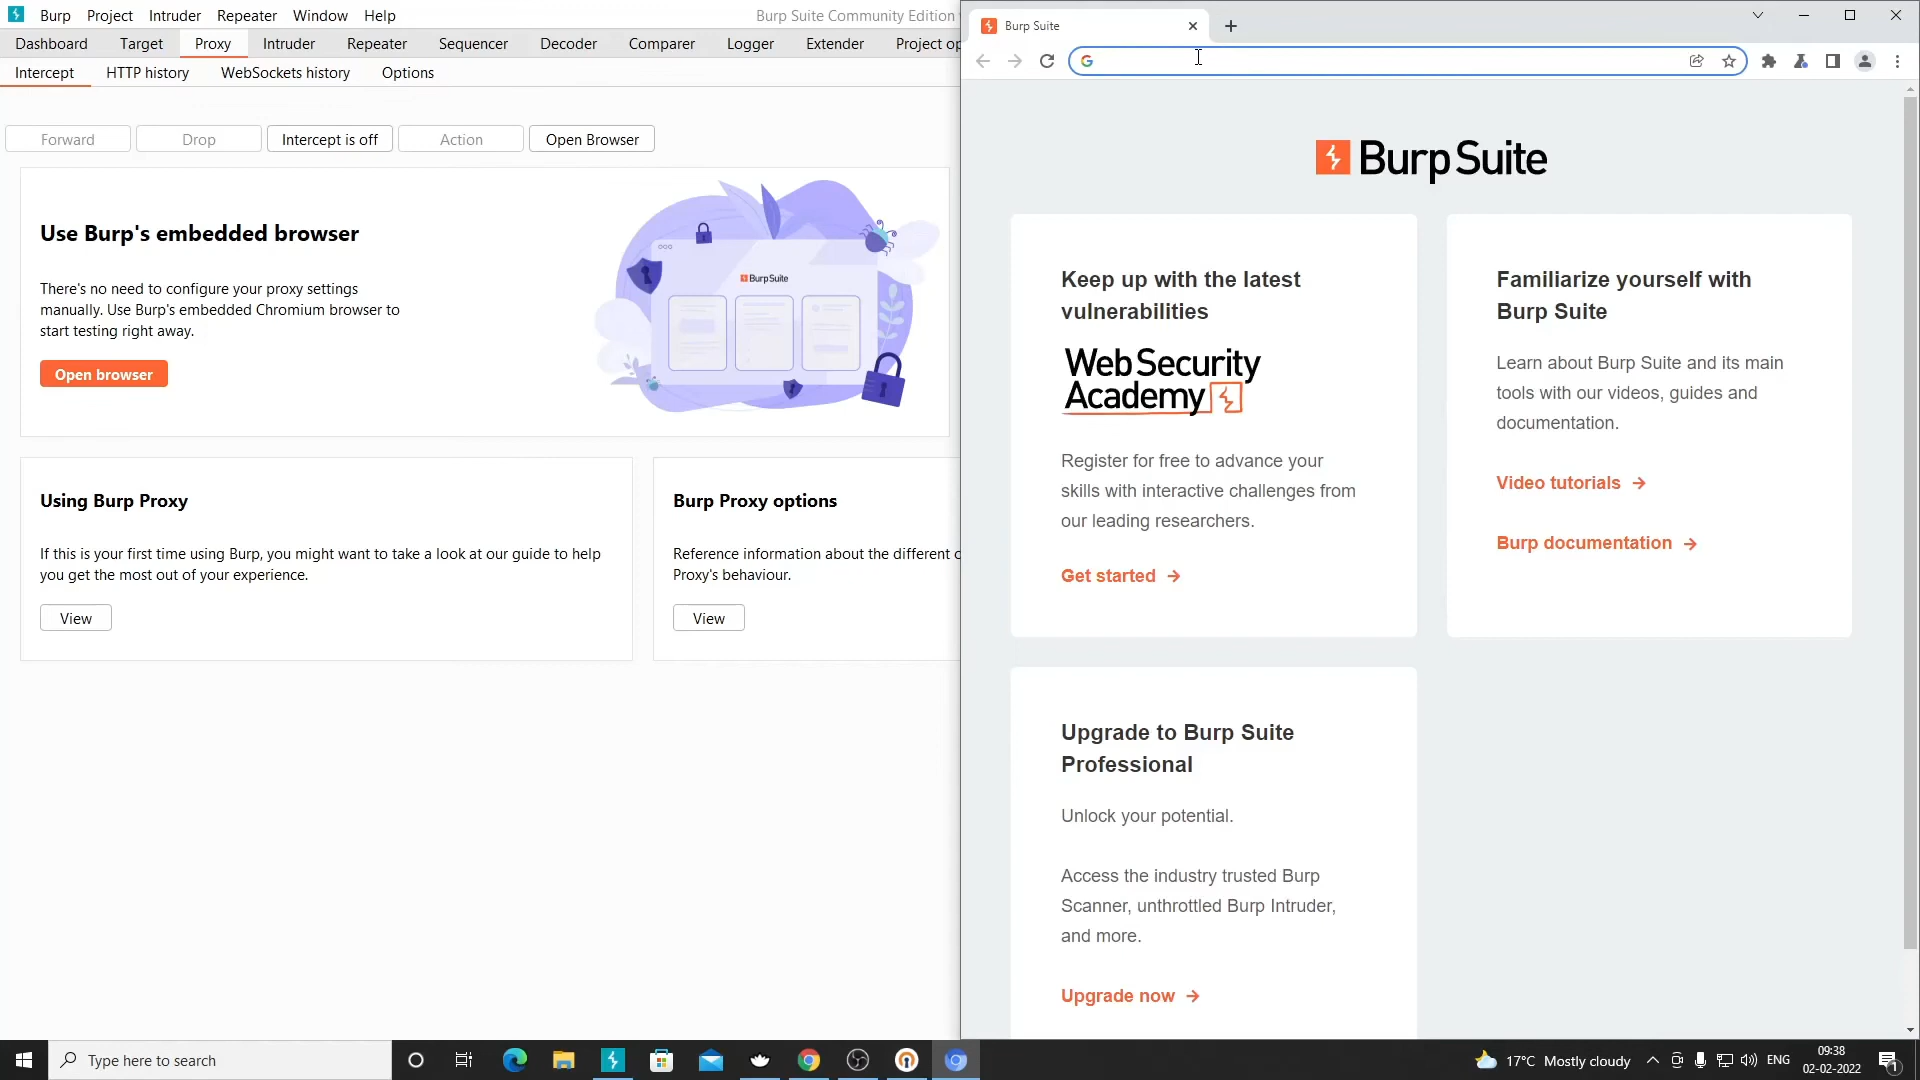 Burp Project Intruder Repeater Window Help
Burp Suite Community Edition
Dashboard Target Proxy Intruder Repeater Sequencer Decoder Comparer Logger Extender Project op
Intercept HTTP history WebSockets history Options
Forward Drop Intercept is off Action Open Browser
Use Burp's embedded browser
There's no need to configure your proxy settings
manually. Use Burp's embedded Chromium browser to
start testing right away.
Open browser
Burp Suite
Using Burp Proxy
If this is your first time using Burp, you might want to take a look at our guide to help
you get the most out of your experience.
View
Burp Proxy options
Reference information about the different
Proxy's behaviour.
View
Burp Suite
G
Burp Suite
Keep up with the latest
vulnerabilities
Web Security
Academy
Register for free to advance your
skills with interactive challenges from
our leading researchers.
Get started
Familiarize yourself with
Burp Suite
Learn about Burp Suite and its main
tools with our videos, guides and
documentation.
Video tutorials
Burp documentation
Upgrade to Burp Suite
Professional
Unlock your potential.
Access the industry trusted Burp
Scanner, unthrottled Burp Intruder,
and more.
Upgrade now
Type here to search
17°C Mostly cloudy
ENG
09:38
02-02-2022
1